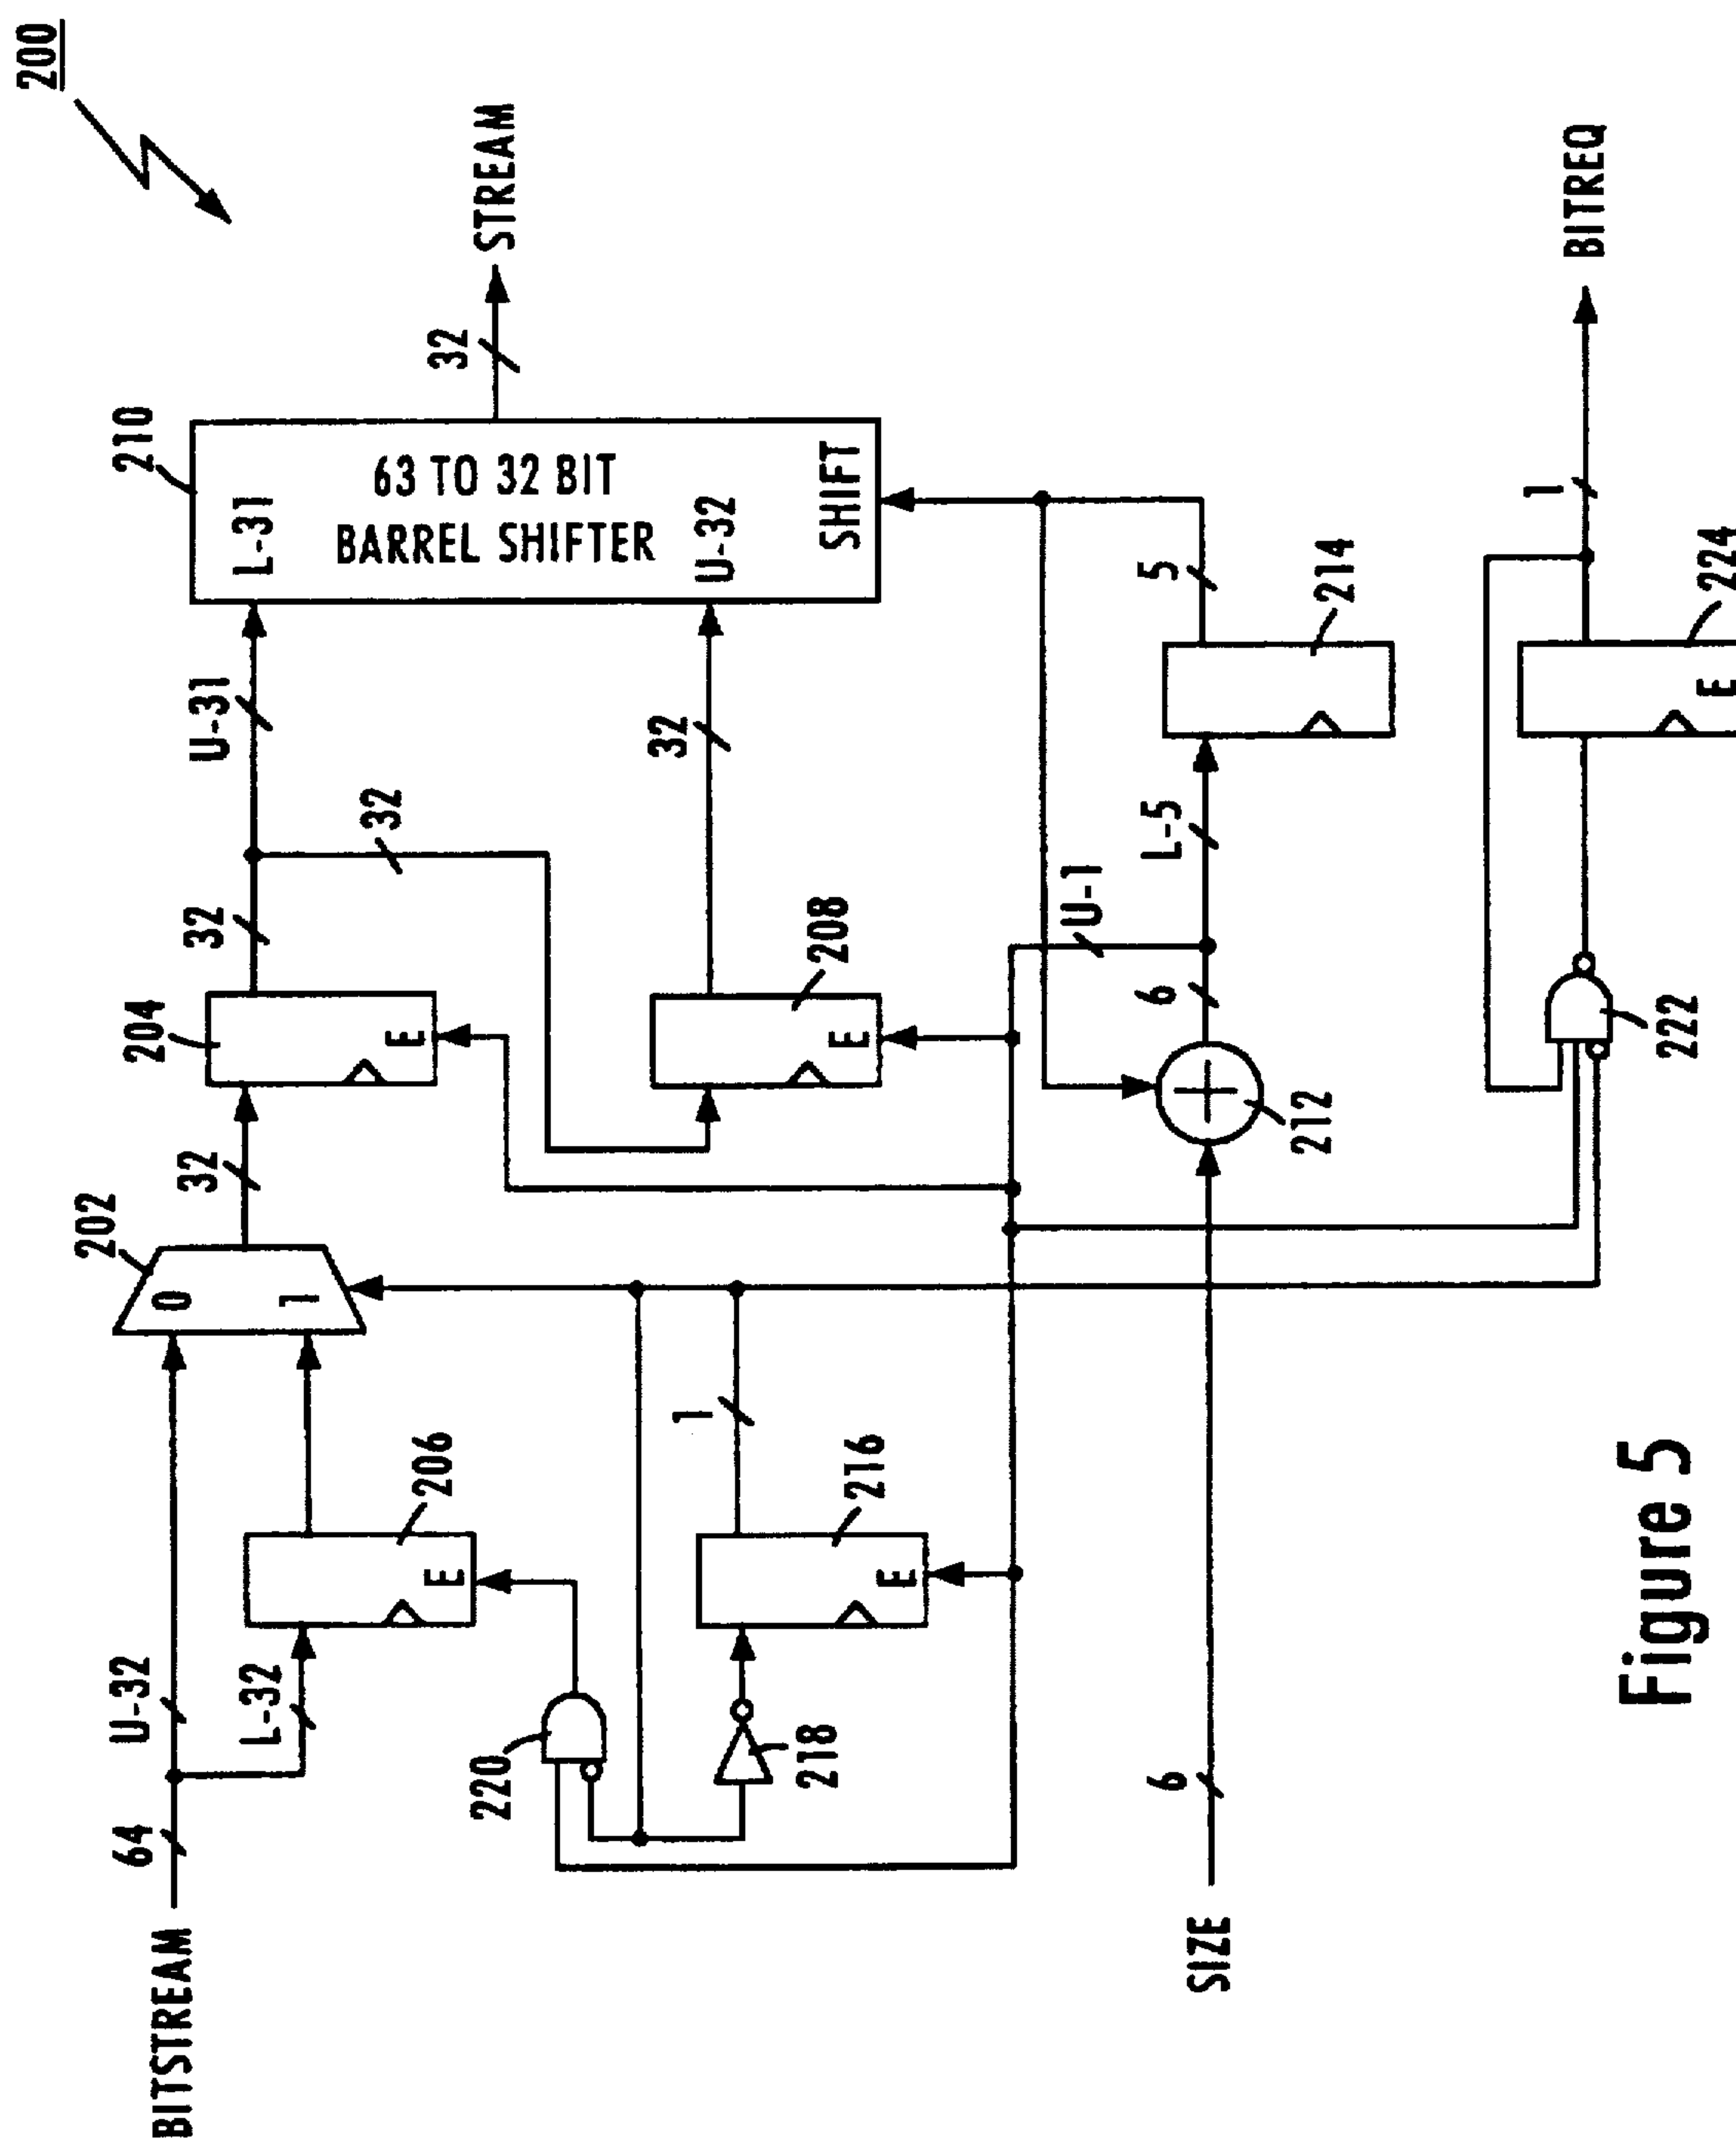 200
BITSTREAM
64
U-32
L-32
206
E
202
0
1
32
204
E
32
U-31
32
210
L-31
63 TO 32 BIT
BARREL SHIFTER
U-32
SHIFT
32
STREAM
220
218
216
E
1
208
E
32
SIZE
6
212
6
U-1
L-5
214
5
222
224
E
1
BITREQ
Figure 5